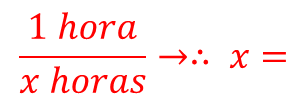 1 hora
x horas →∴ x =